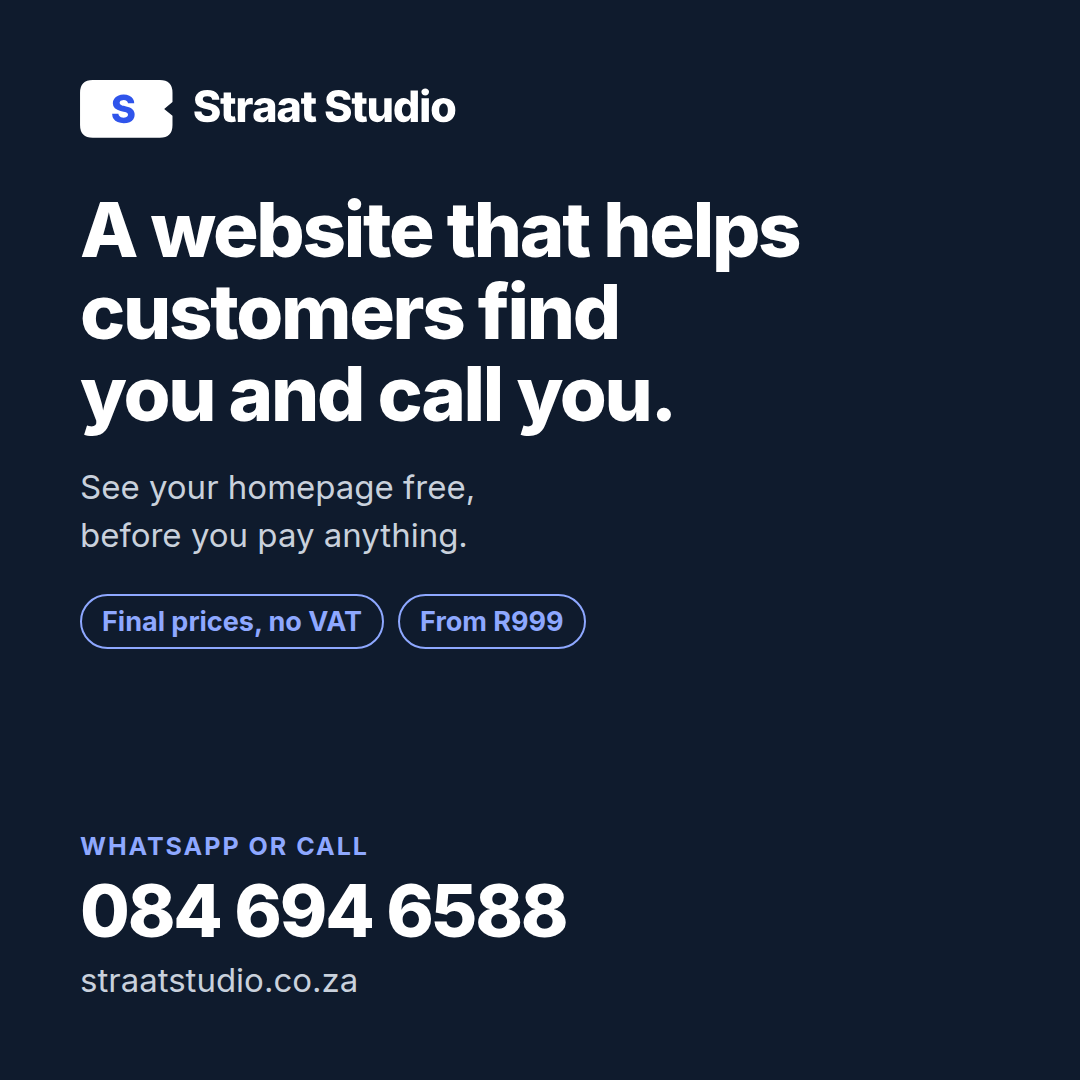 S Straat Studio
A website that helps
customers find
you and call you.
See your homepage free,
before you pay anything.
Final prices, no VAT From R999
WHATSAPP OR CALL
084 694 6588
straatstudio.co.za